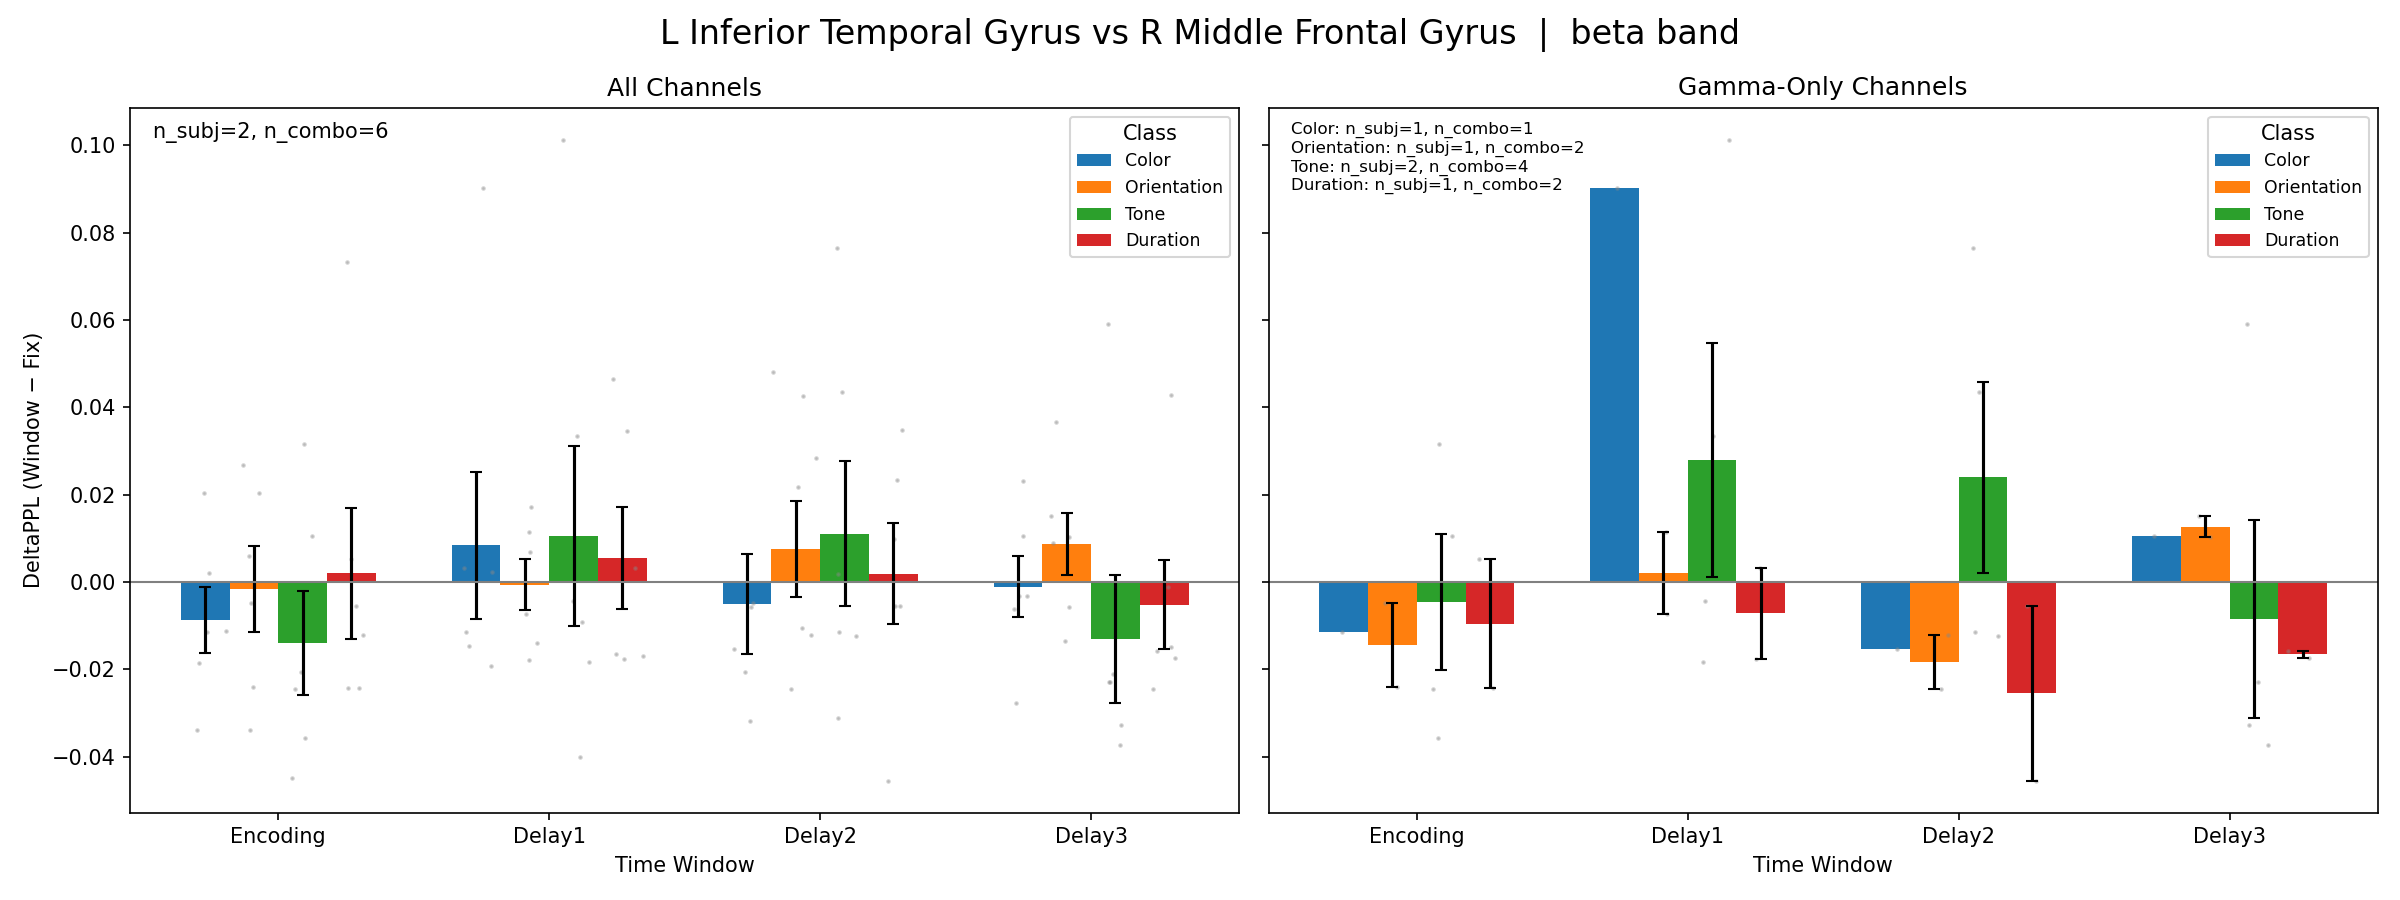 L Inferior Temporal Gyrus vs R Middle Frontal Gyrus | beta band
All Channels
n_subj=2, n_combo=6
Class
Color
Orientation
Tone
Duration
DeltaPPL (Window − Fix)
0.10
0.08
0.06
0.04
0.02
0.00
−0.02
−0.04
Encoding
Delay1
Delay2
Delay3
Time Window
Gamma-Only Channels
Color: n_subj=1, n_combo=1
Orientation: n_subj=1, n_combo=2
Tone: n_subj=2, n_combo=4
Duration: n_subj=1, n_combo=2
Class
Color
Orientation
Tone
Duration
Encoding
Delay1
Delay2
Delay3
Time Window